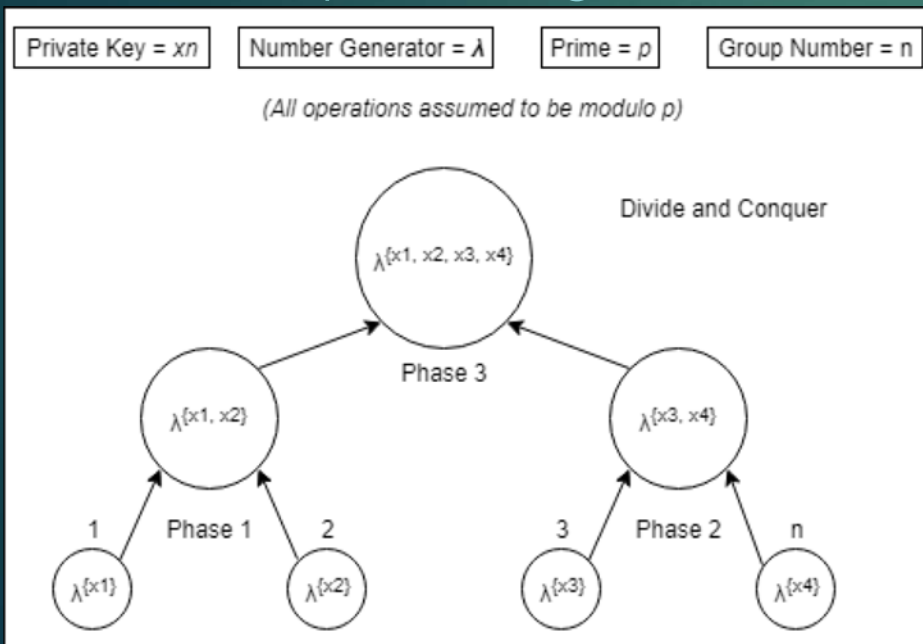 Private Key = xn Number Generator = λ Prime = p Group Number = n
(All operations assumed to be modulo p)
Divide and Conquer
λ{x1, x2, x3, x4}
Phase 3
λ{x1, x2} λ{x3, x4}
1 Phase 1 2 3 Phase 2 n
λ{x1} λ{x2} λ{x3} λ{x4}